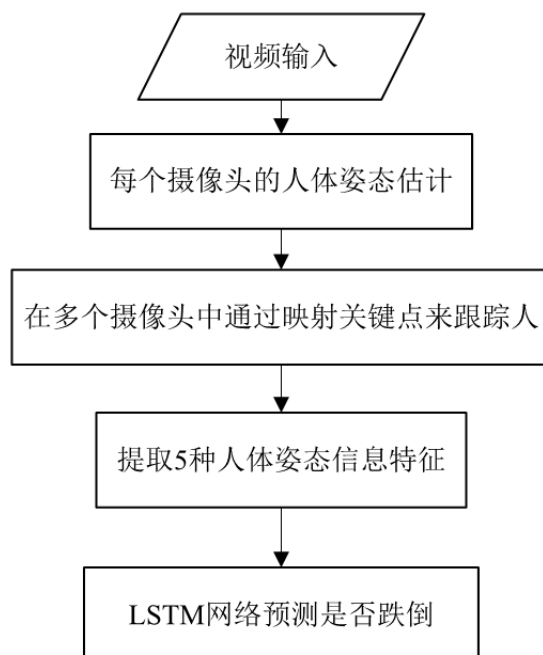 视频输入
每个摄像头的人体姿态估计
在多个摄像头中通过映射关键点来跟踪人
提取5种人体姿态信息特征
LSTM网络预测是否跌倒